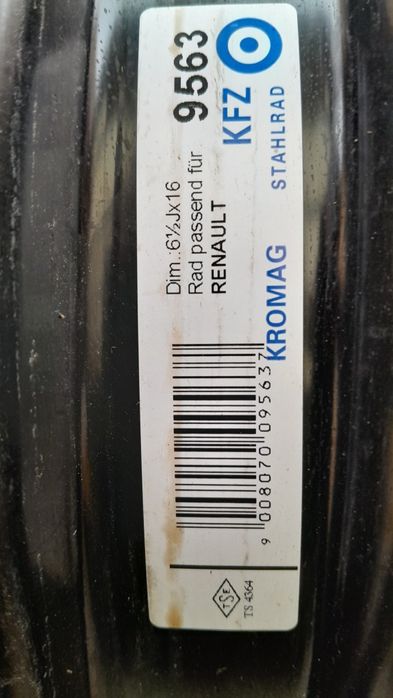 9563
Dim.:6½Jx16
Rad passend für
RENAULT
KFZ
STAHLRAD
KROMAG
9 008070 095637
TSE
TS 4364